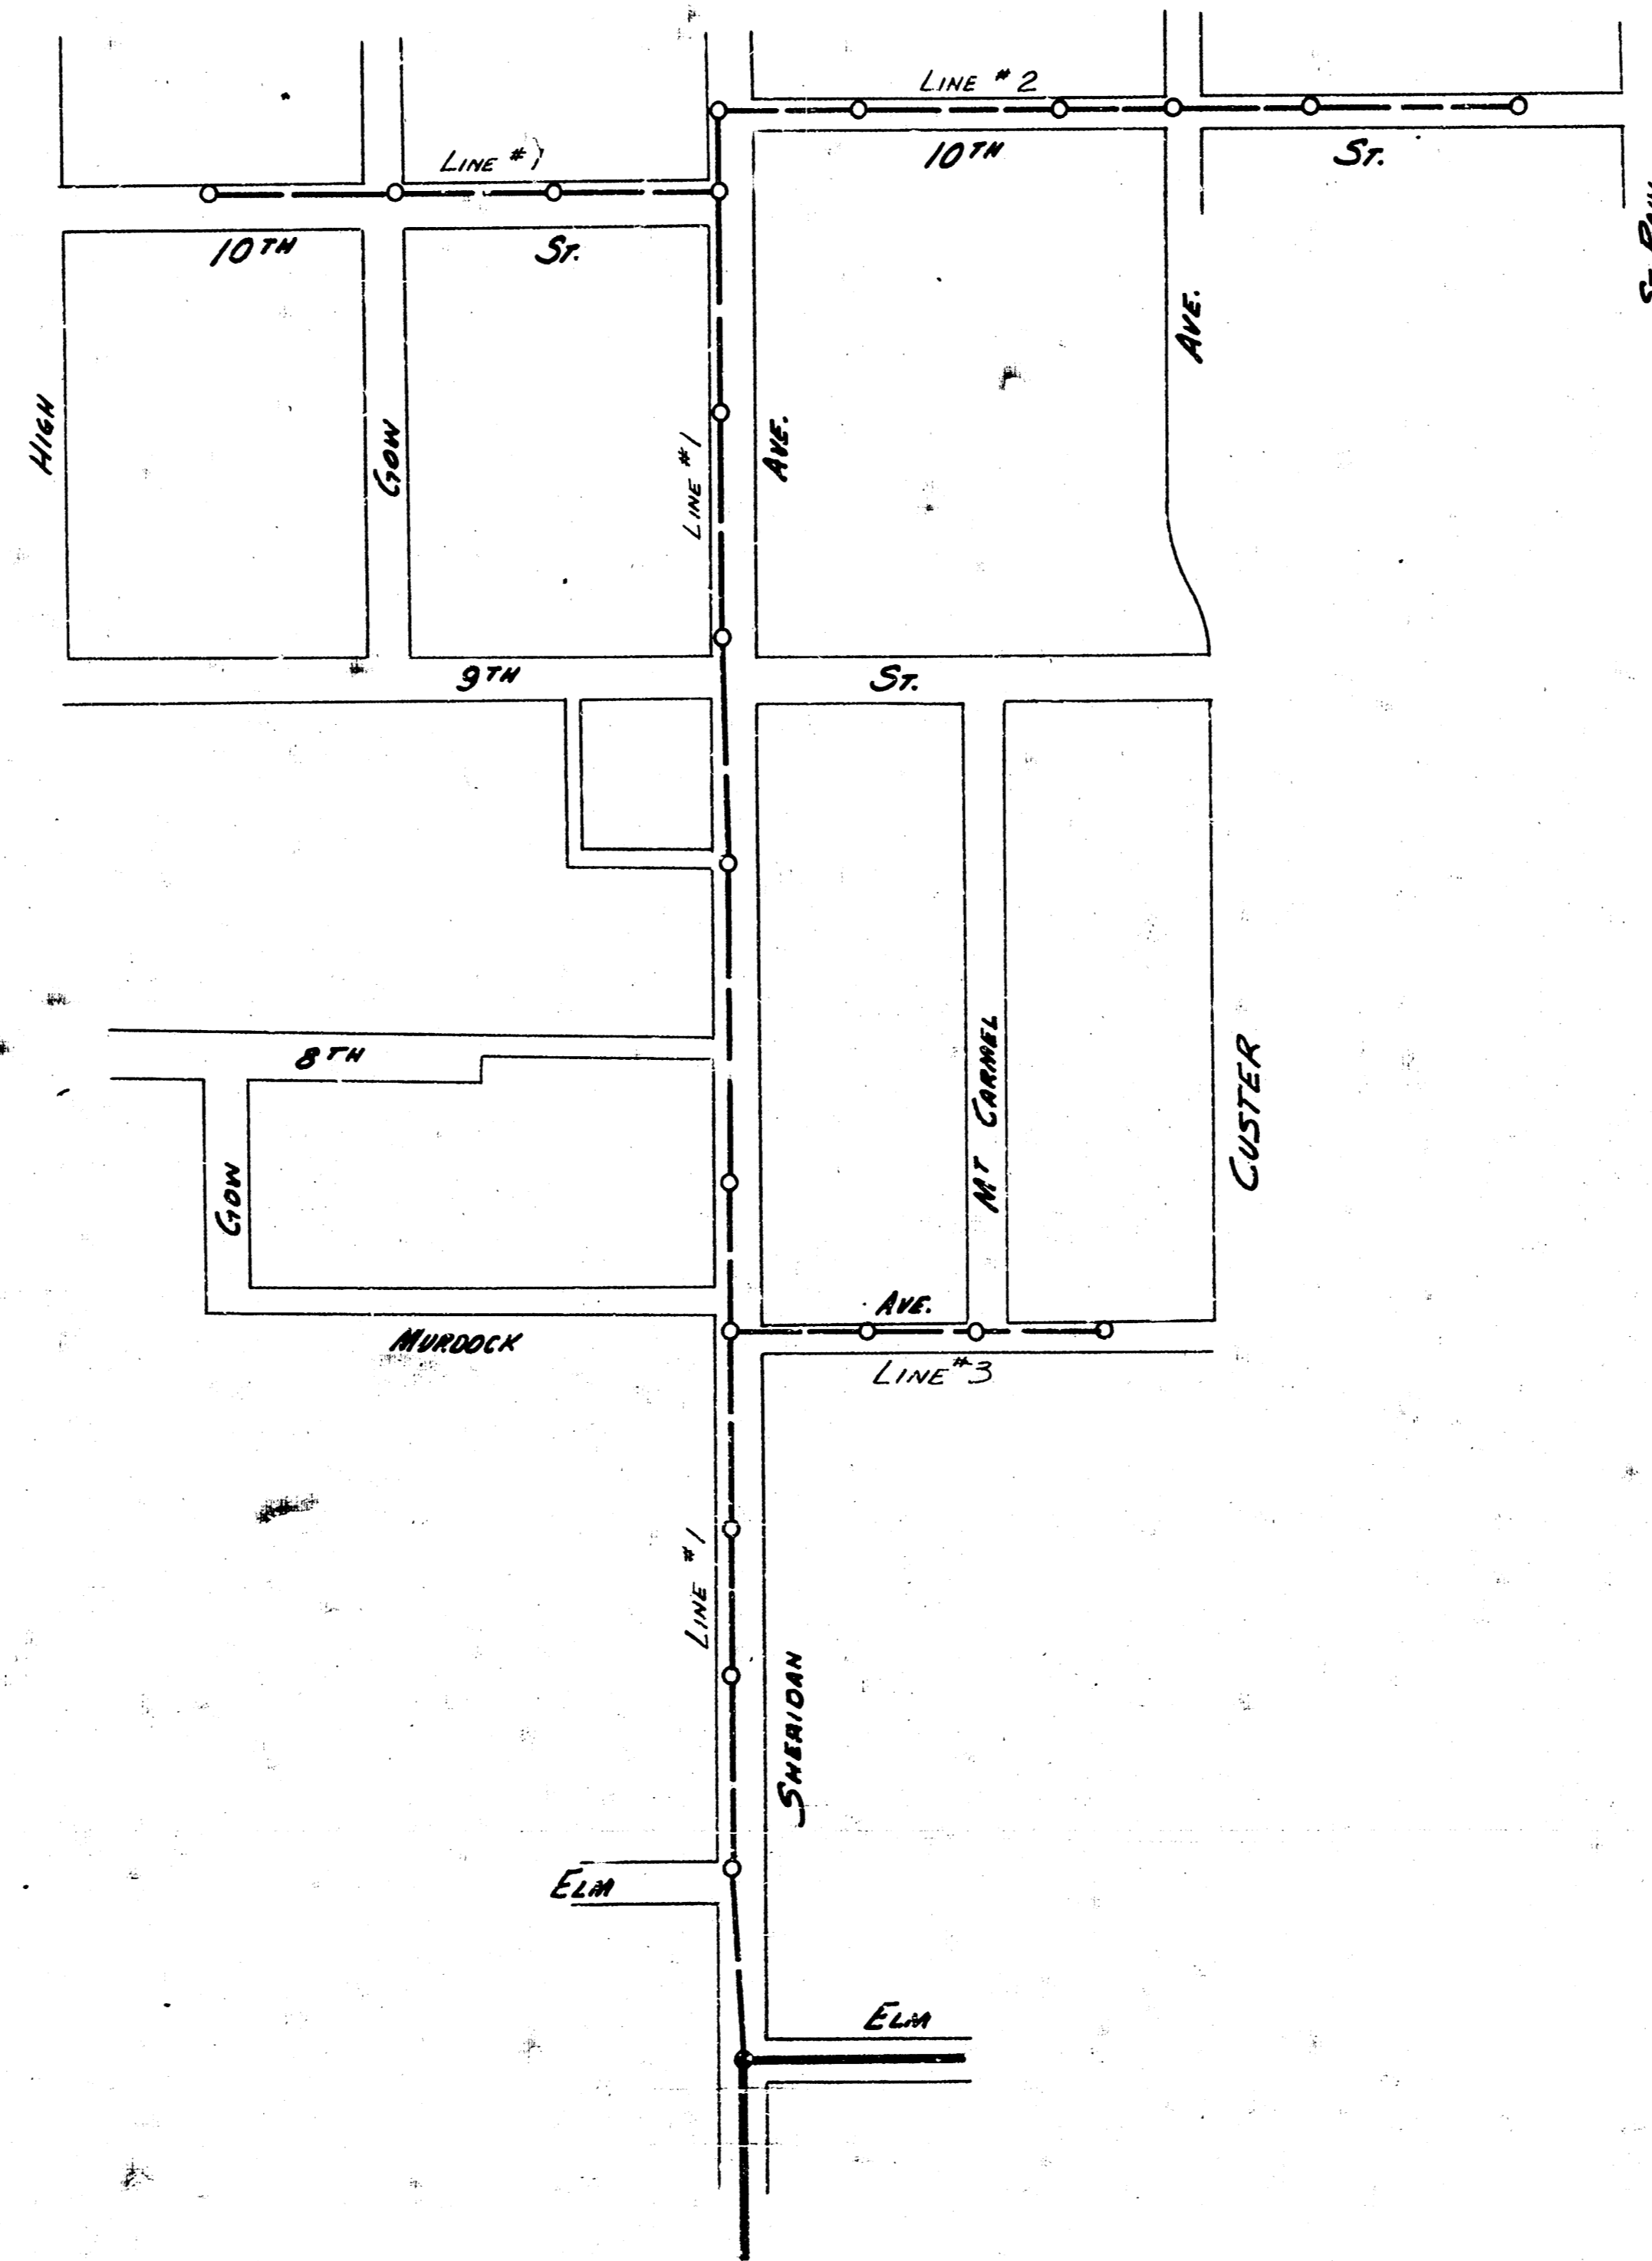 LINE # 2
LINE # 1
10TH ST.
10TH ST.
AVE.
HIGH
GOW
LINE # 1
AVE.
9TH ST.
8TH
MT CARMEL
CUSTER
GOW
AVE.
MURDOCK
LINE # 3
LINE # 1
SHERIDAN
ELM
ELM